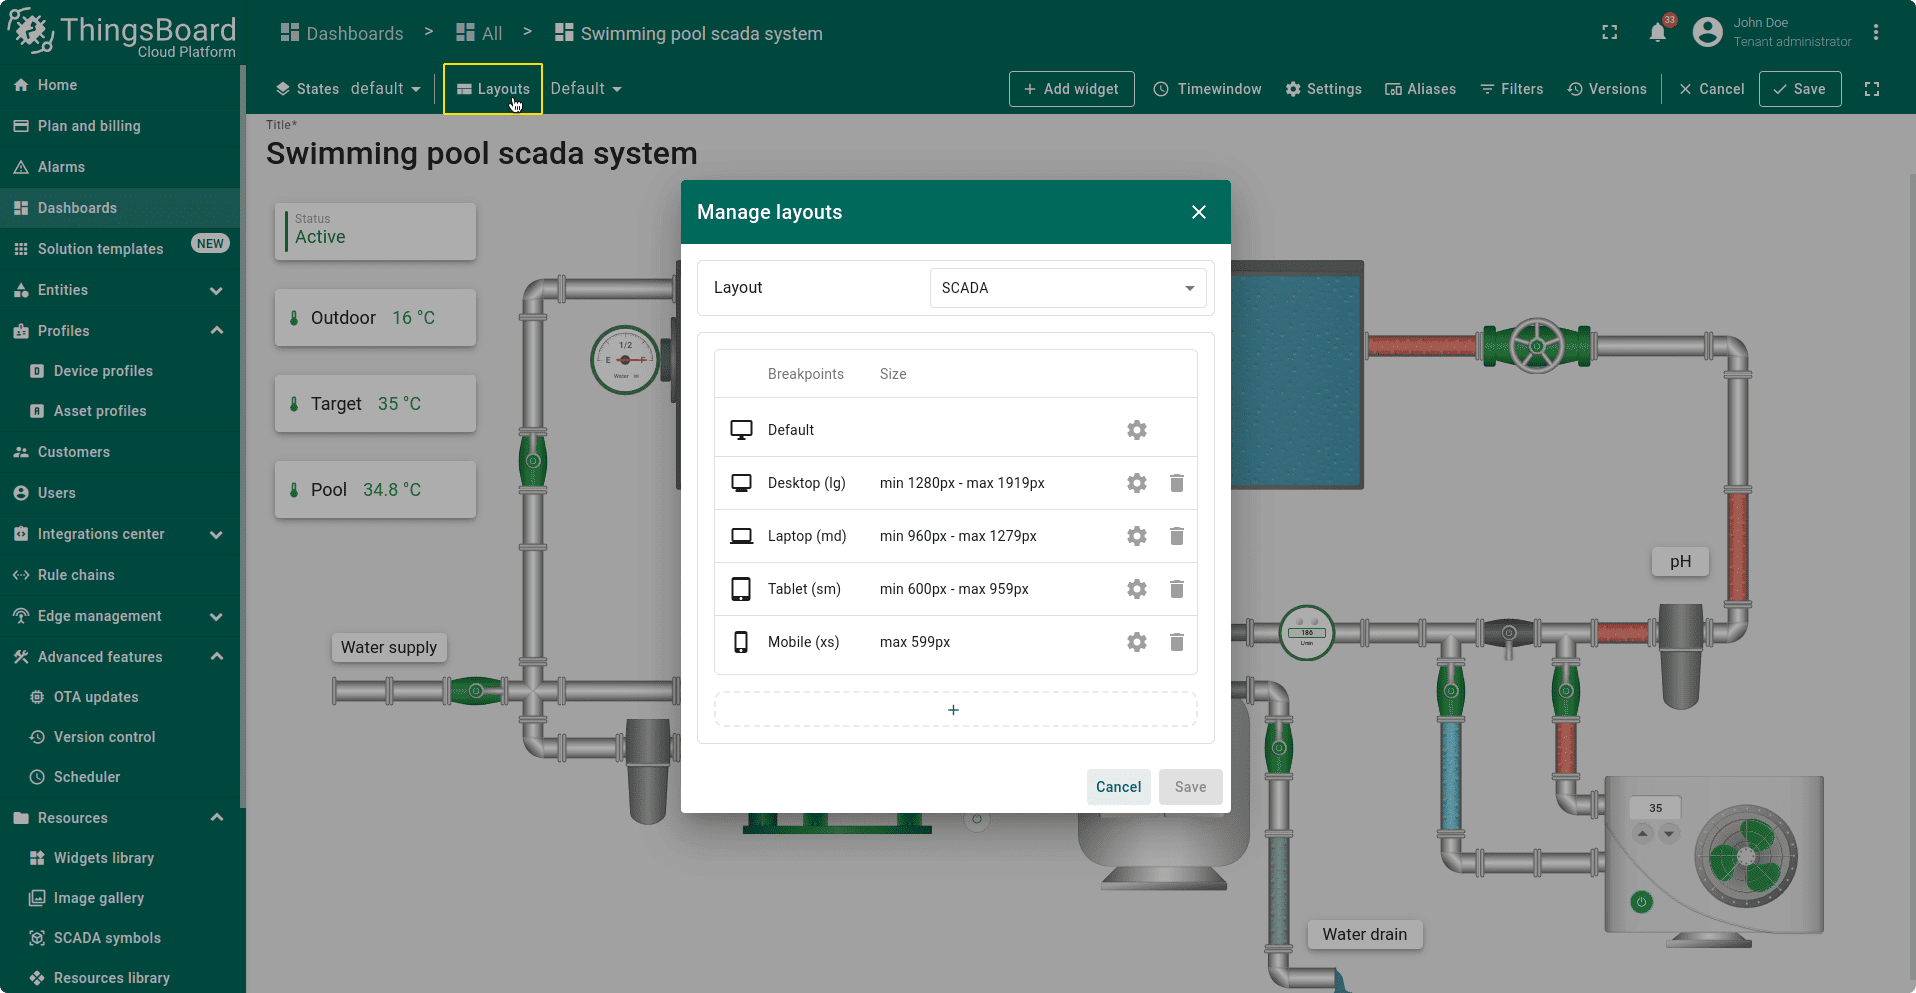 ThingsBoard
Cloud Platform
Dashboards > All > Swimming pool scada system
33
John Doe
Tenant administrator
States default Layouts Default
+ Add widget Timewindow Settings Aliases Filters Versions Cancel Save
Home
Plan and billing
Alarms
Dashboards
Solution templates NEW
Entities
Profiles
Device profiles
Asset profiles
Customers
Users
Integrations center
Rule chains
Edge management
Advanced features
OTA updates
Version control
Scheduler
Resources
Widgets library
Image gallery
SCADA symbols
Resources library
Title*
Swimming pool scada system
Status
Active
Outdoor 16 °C
Target 35 °C
Pool 34.8 °C
1/2
E F
Water
Water supply
Manage layouts
Layout SCADA
Breakpoints Size
Default
Desktop (lg) min 1280px - max 1919px
Laptop (md) min 960px - max 1279px
Tablet (sm) min 600px - max 959px
Mobile (xs) max 599px
+
Cancel Save
pH
186
L/min
35
Water drain